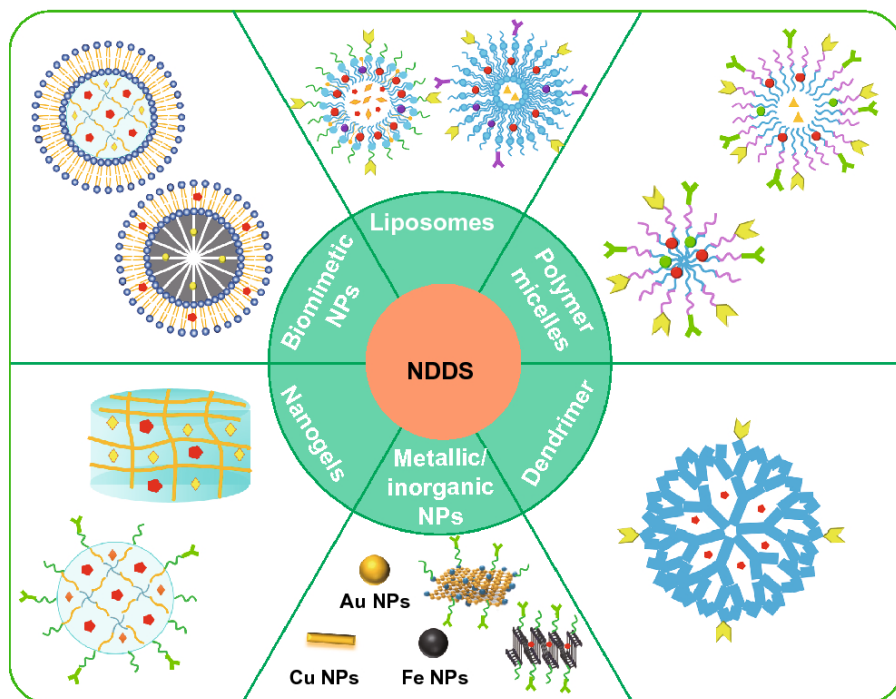 Liposomes
Biomimetic
NPs
Polymer
micelles
NDDS
Nanogels
Metallic/
inorganic
NPs
Dendrimer
Au NPs
Cu NPs
Fe NPs